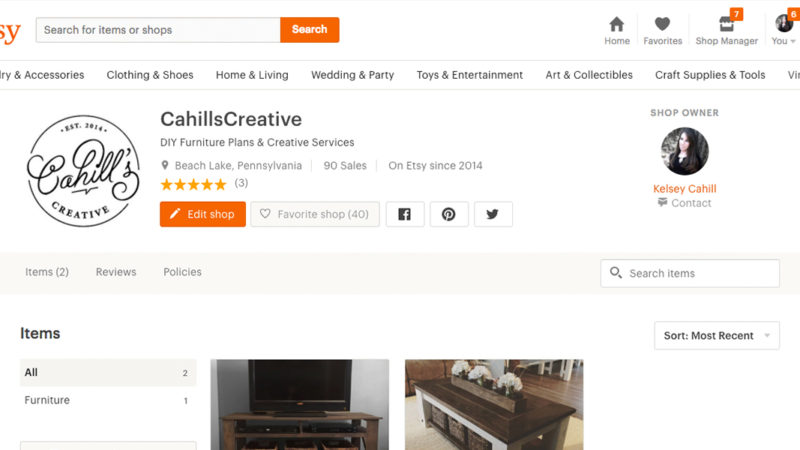 sy
Search for items or shops
Search
Home
Favorites
7
Shop Manager
6
You
ry & Accessories
Clothing & Shoes
Home & Living
Wedding & Party
Toys & Entertainment
Art & Collectibles
Craft Supplies & Tools
Vin
• EST. 2014 •
Cahill's
CREATIVE
CahillsCreative
DIY Furniture Plans & Creative Services
Beach Lake, Pennsylvania
90 Sales
On Etsy since 2014
(3)
Edit shop
Favorite shop (40)
SHOP OWNER
Kelsey Cahill
Contact
Items (2)
Reviews
Policies
Search items
Items
Sort: Most Recent
All 2
Furniture 1